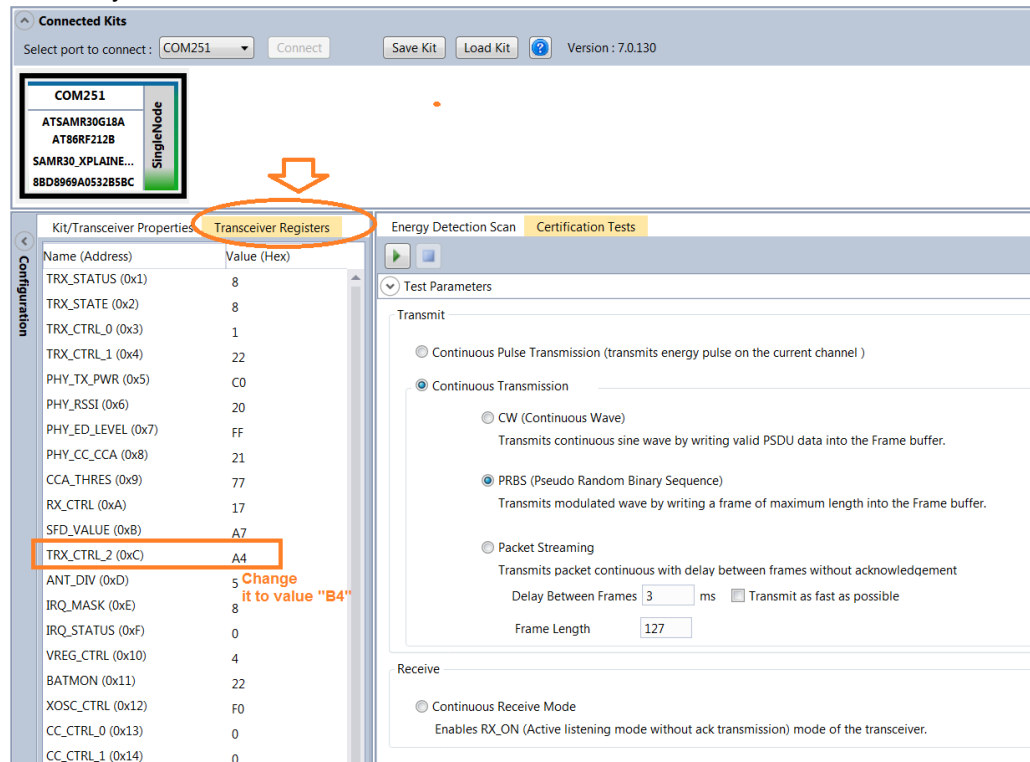 Connected Kits
Select port to connect : COM251 Connect Save Kit Load Kit ? Version : 7.0.130
COM251
ATSAMR30G18A
AT86RF212B
SAMR30_XPLAINE...
8BD8969A0532B5BC
SingleNode
Configuration
Kit/Transceiver Properties Transceiver Registers
Name (Address) Value (Hex)
TRX_STATUS (0x1) 8
TRX_STATE (0x2) 8
TRX_CTRL_0 (0x3) 1
TRX_CTRL_1 (0x4) 22
PHY_TX_PWR (0x5) C0
PHY_RSSI (0x6) 20
PHY_ED_LEVEL (0x7) FF
PHY_CC_CCA (0x8) 21
CCA_THRES (0x9) 77
RX_CTRL (0xA) 17
SFD_VALUE (0xB) A7
TRX_CTRL_2 (0xC) A4
ANT_DIV (0xD) 5
IRQ_MASK (0xE) 8
IRQ_STATUS (0xF) 0
VREG_CTRL (0x10) 4
BATMON (0x11) 22
XOSC_CTRL (0x12) F0
CC_CTRL_0 (0x13) 0
CC_CTRL_1 (0x14) 0
Change
it to value "B4"
Energy Detection Scan Certification Tests
Test Parameters
Transmit
Continuous Pulse Transmission (transmits energy pulse on the current channel )
Continuous Transmission
CW (Continuous Wave)
Transmits continuous sine wave by writing valid PSDU data into the Frame buffer.
PRBS (Pseudo Random Binary Sequence)
Transmits modulated wave by writing a frame of maximum length into the Frame buffer.
Packet Streaming
Transmits packet continuous with delay between frames without acknowledgement
Delay Between Frames 3 ms Transmit as fast as possible
Frame Length 127
Receive
Continuous Receive Mode
Enables RX_ON (Active listening mode without ack transmission) mode of the transceiver.